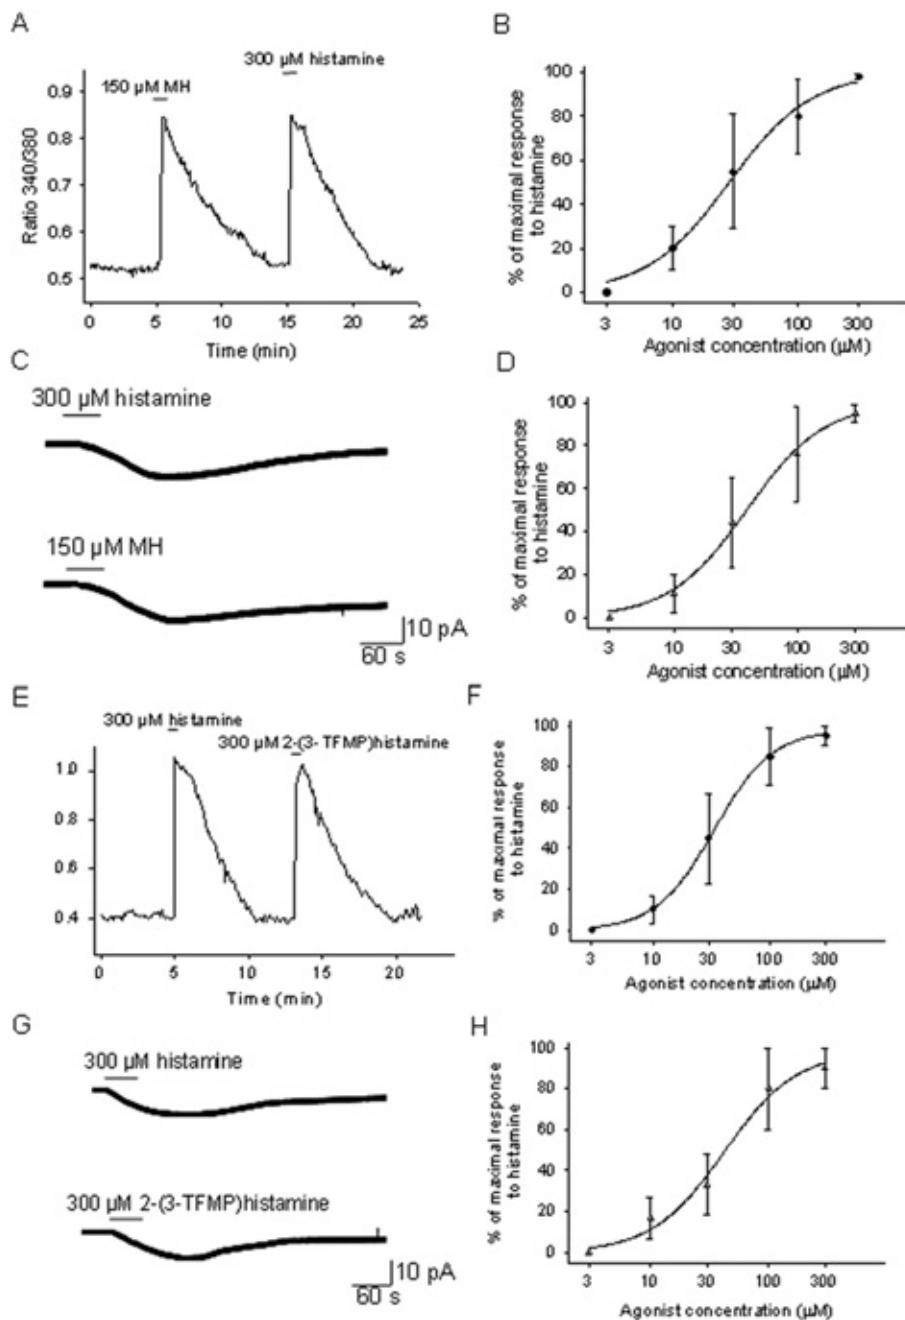 A
300 µM histamine
150 µM MH
0.9
0.8
0.7
0.6
0.5
Ratio 340/380
0 5 10 15 20 25
Time (min)
B
100
80
60
40
20
0
% of maximal response
to histamine
3 10 30 100 300
Agonist concentration (µM)
C
300 µM histamine
150 µM MH
10 pA
60 s
D
100
80
60
40
20
0
% of maximal response
to histamine
3 10 30 100 300
Agonist concentration (µM)
E
300 µM histamine
300 µM 2-(3-TFMP)histamine
1.0
0.8
0.6
0.4
0 5 10 15 20
Time (min)
F
100
80
60
40
20
0
% of maximal response
to histamine
3 10 30 100 300
Agonist concentration (µM)
G
300 µM histamine
300 µM 2-(3-TFMP)histamine
10 pA
60 s
H
100
80
60
40
20
0
% of maximal response
to histamine
3 10 30 100 300
Agonist concentration (µM)